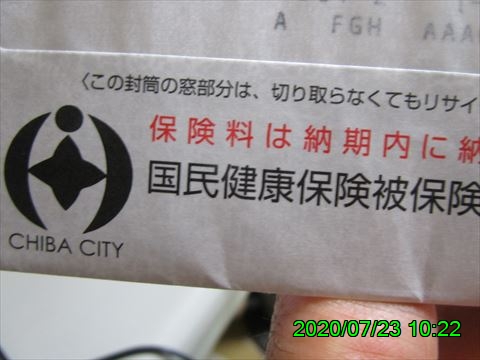 A FGH AAA
〈この封筒の窓部分は、切り取らなくてもリサイ
保険料は納期内に納
国民健康保険被保険
CHIBA CITY
2020/07/23 10:22